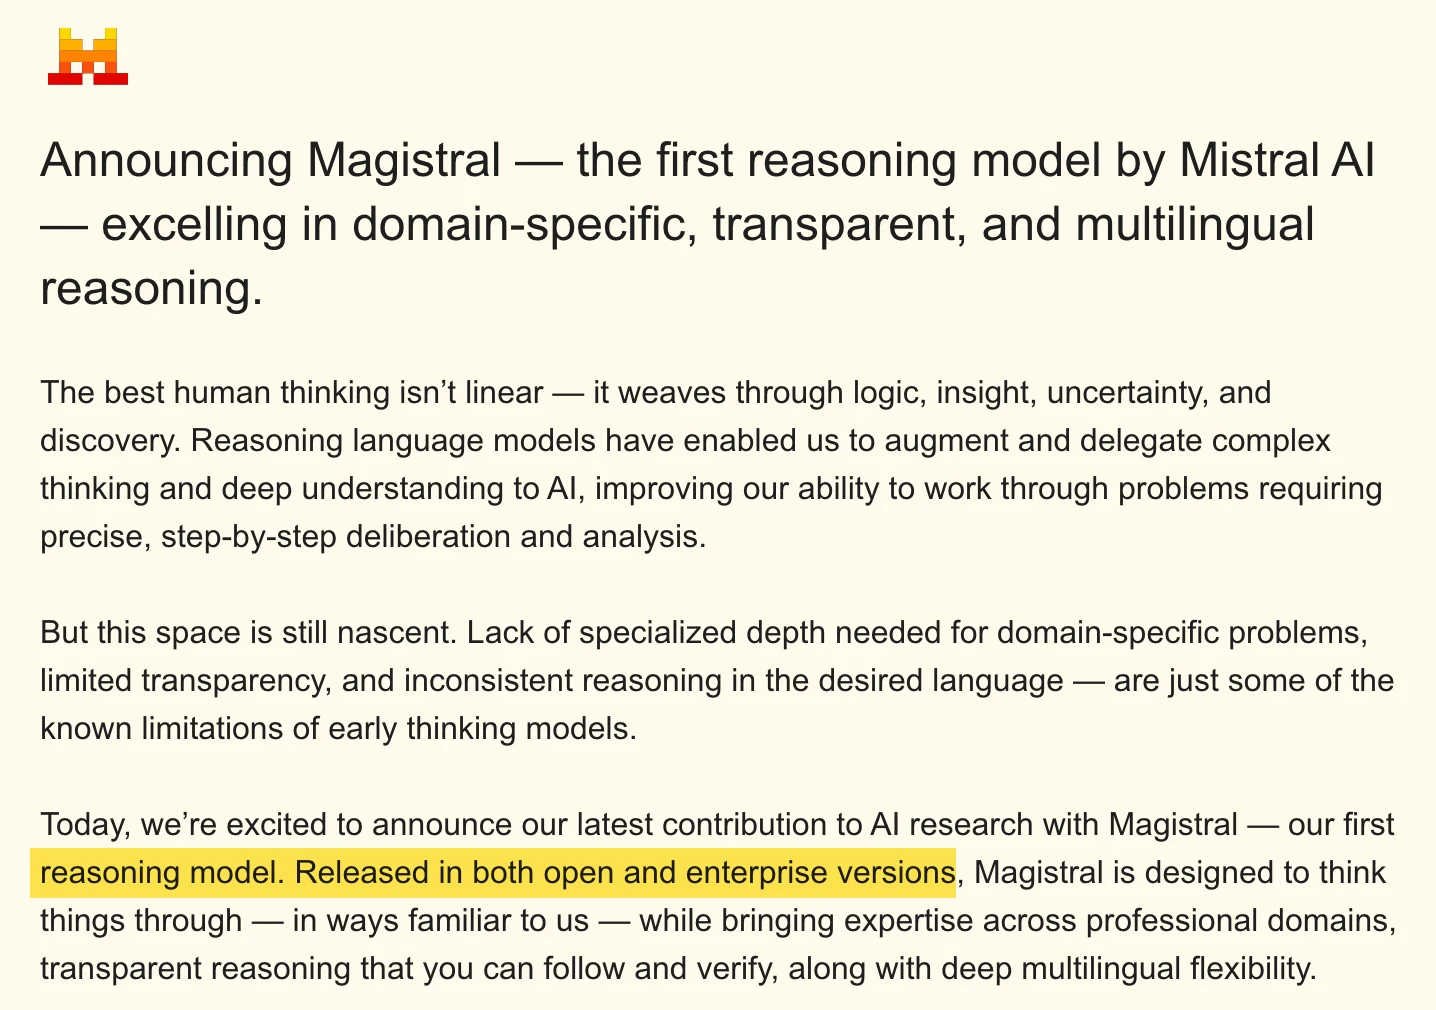 Announcing Magistral — the first reasoning model by Mistral AI
— excelling in domain-specific, transparent, and multilingual
reasoning.
The best human thinking isn’t linear — it weaves through logic, insight, uncertainty, and
discovery. Reasoning language models have enabled us to augment and delegate complex
thinking and deep understanding to AI, improving our ability to work through problems requiring
precise, step-by-step deliberation and analysis.
But this space is still nascent. Lack of specialized depth needed for domain-specific problems,
limited transparency, and inconsistent reasoning in the desired language — are just some of the
known limitations of early thinking models.
Today, we’re excited to announce our latest contribution to AI research with Magistral — our first
reasoning model. Released in both open and enterprise versions, Magistral is designed to think
things through — in ways familiar to us — while bringing expertise across professional domains,
transparent reasoning that you can follow and verify, along with deep multilingual flexibility.